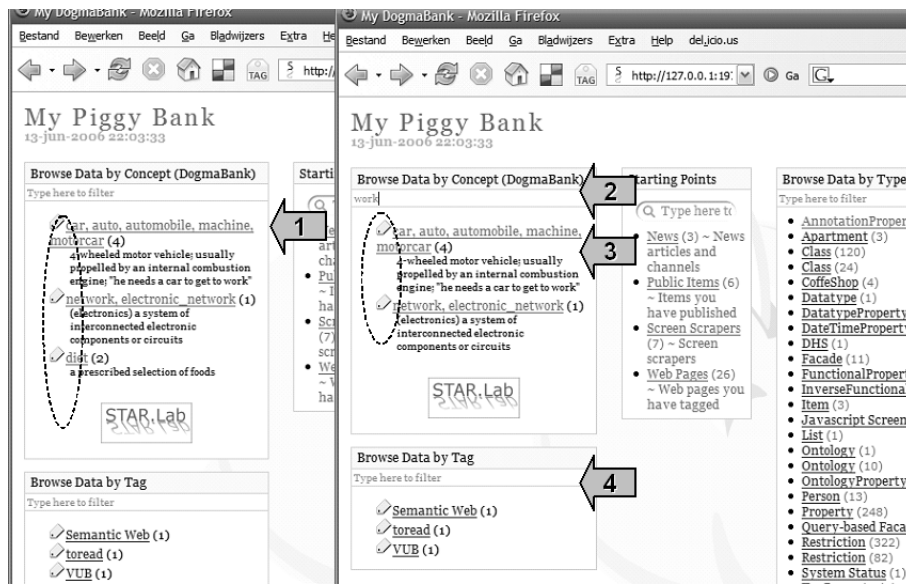 My DogmaBank - Mozilla Firefox
Bestand Bewerken Beeld Ga Bladwijzers Extra He
TAG http:/
My Piggy Bank
13-jun-2006 22:03:33
Browse Data by Concept (DogmaBank)
Type here to filter
car, auto, automobile, machine,
motorcar (4)
4-wheeled motor vehicle; usually
propelled by an internal combustion
engine; "he needs a car to get to work"
network, electronic_network (1)
(electronics) a system of
interconnected electronic
components or circuits
diet (2)
a prescribed selection of foods
STAR.Lab
Browse Data by Tag
Type here to filter
Semantic Web (1)
toread (1)
VUB (1)
Starti
1
My DogmaBank - Mozilla Firefox
Bestand Bewerken Beeld Ga Bladwijzers Extra Help del.icio.us
TAG http://127.0.0.1:19: Ga G
My Piggy Bank
13-jun-2006 22:03:33
Browse Data by Concept (DogmaBank)
work
2
car, auto, automobile, machine,
motorcar (4)
4-wheeled motor vehicle; usually
propelled by an internal combustion
engine; "he needs a car to get to work"
3
network, electronic_network (1)
(electronics) a system of
interconnected electronic
components or circuits
STAR.Lab
Browse Data by Tag
Type here to filter
4
Semantic Web (1)
toread (1)
VUB (1)
Starting Points
Type here to
News (3) ~ News
articles and
channels
Public Items (6)
~ Items you
have published
Screen Scrapers
(7) ~ Screen
scrapers
Web Pages (26)
~ Web pages you
have tagged
Browse Data by Type
Type here to filter
AnnotationProper
Apartment (3)
Class (120)
Class (24)
CoffeShop (4)
Datatype (1)
DatatypeProperty
DateTimeProperty
DHS (1)
Facade (11)
FunctionalPropert
InverseFunctional
Item (3)
Javascript Screen
List (1)
Ontology (1)
Ontology (10)
OntologyProperty
Person (13)
Property (248)
Query-based Faca
Restriction (322)
Restriction (82)
System Status (1)